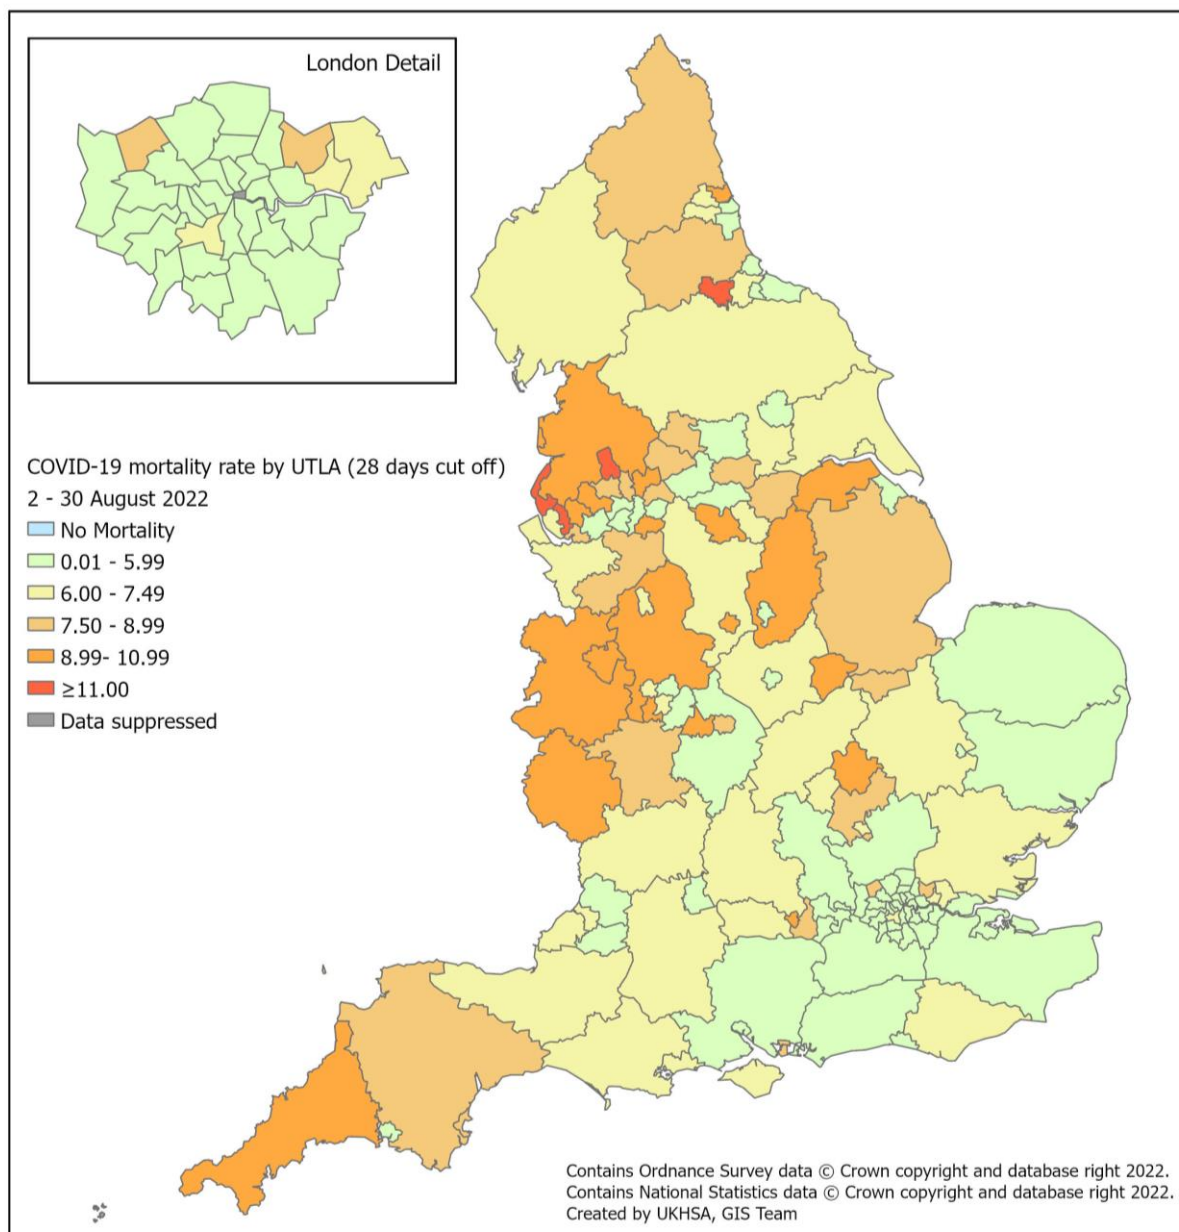 London Detail
COVID-19 mortality rate by UTLA (28 days cut off)
2 - 30 August 2022
No Mortality
0.01 - 5.99
6.00 - 7.49
7.50 - 8.99
8.99- 10.99
≥11.00
Data suppressed
Contains Ordnance Survey data © Crown copyright and database right 2022.
Contains National Statistics data © Crown copyright and database right 2022.
Created by UKHSA, GIS Team